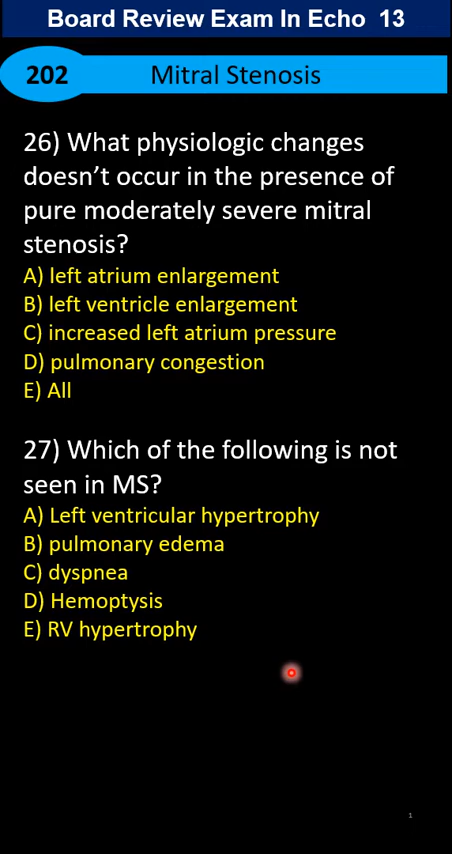 Board Review Exam In Echo 13
202 Mitral Stenosis
26) What physiologic changes
doesn’t occur in the presence of
pure moderately severe mitral
stenosis?
A) left atrium enlargement
B) left ventricle enlargement
C) increased left atrium pressure
D) pulmonary congestion
E) All
27) Which of the following is not
seen in MS?
A) Left ventricular hypertrophy
B) pulmonary edema
C) dyspnea
D) Hemoptysis
E) RV hypertrophy
1